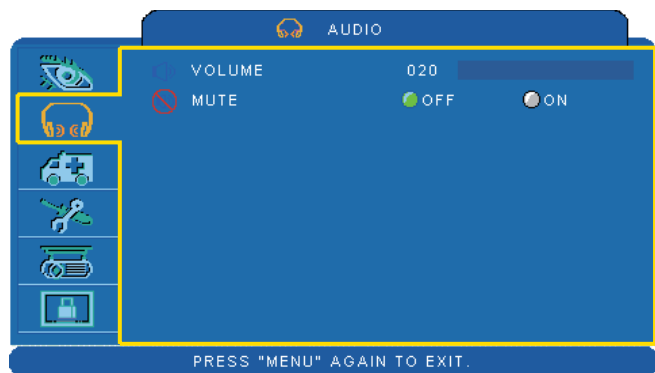 AUDIO
VOLUME 020
MUTE OFF ON
PRESS "MENU" AGAIN TO EXIT.